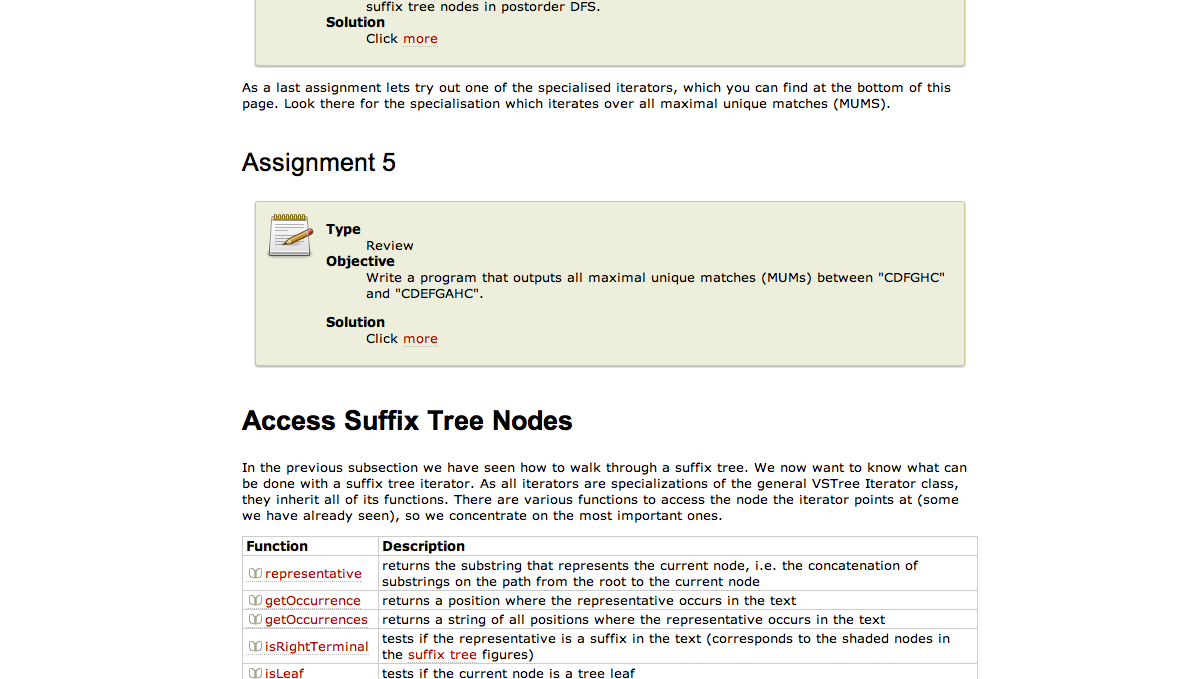 suffix tree nodes in postorder DFS.
Solution
Click more
As a last assignment lets try out one of the specialised iterators, which you can find at the bottom of this
page. Look there for the specialisation which iterates over all maximal unique matches (MUMS).
Assignment 5
Type
Review
Objective
Write a program that outputs all maximal unique matches (MUMs) between "CDFGHC"
and "CDEFGAHC".
Solution
Click more
Access Suffix Tree Nodes
In the previous subsection we have seen how to walk through a suffix tree. We now want to know what can
be done with a suffix tree iterator. As all iterators are specializations of the general VSTree Iterator class,
they inherit all of its functions. There are various functions to access the node the iterator points at (some
we have already seen), so we concentrate on the most important ones.
Function Description
representative returns the substring that represents the current node, i.e. the concatenation of
substrings on the path from the root to the current node
getOccurrence returns a position where the representative occurs in the text
getOccurrences returns a string of all positions where the representative occurs in the text
isRightTerminal tests if the representative is a suffix in the text (corresponds to the shaded nodes in
the suffix tree figures)
isLeaf tests if the current node is a tree leaf